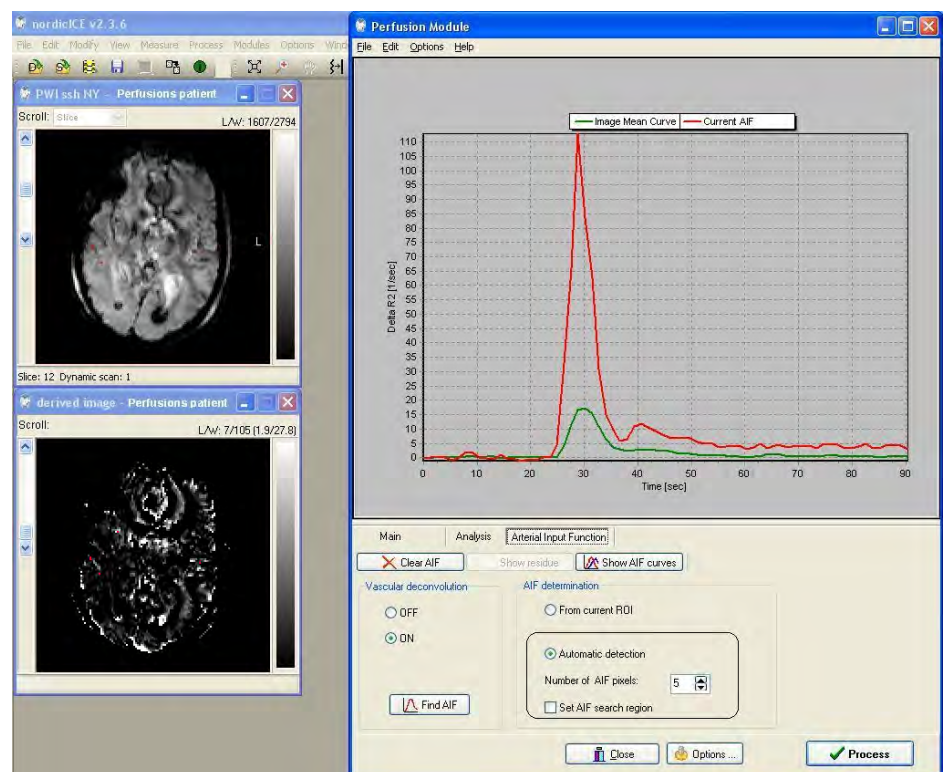 nordicICE v2.3.6
File Edit Modify View Measure Process Modules Options
PWI ssh NY - Perfusions patient
Scroll: Slice
L/W: 1607/2794
L
Slice: 12 Dynamic scan: 1
derived image - Perfusions patient
Scroll:
L/W: 7/105 (1.9/27.8)
Perfusion Module
File Edit Options Help
Image Mean Curve Current AIF
110
105
100
95
90
85
80
75
70
65
60
55
50
45
40
35
30
25
20
15
10
5
0
Delta R2 [1/sec]
0 10 20 30 40 50 60 70 80 90
Time [sec]
Main Analysis Arterial Input Function
Clear AIF Show residue Show AIF curves
Vascular deconvolution
OFF
ON
Find AIF
AIF determination
From current ROI
Automatic detection
Number of AIF pixels: 5
Set AIF search region
Close Options ... Process